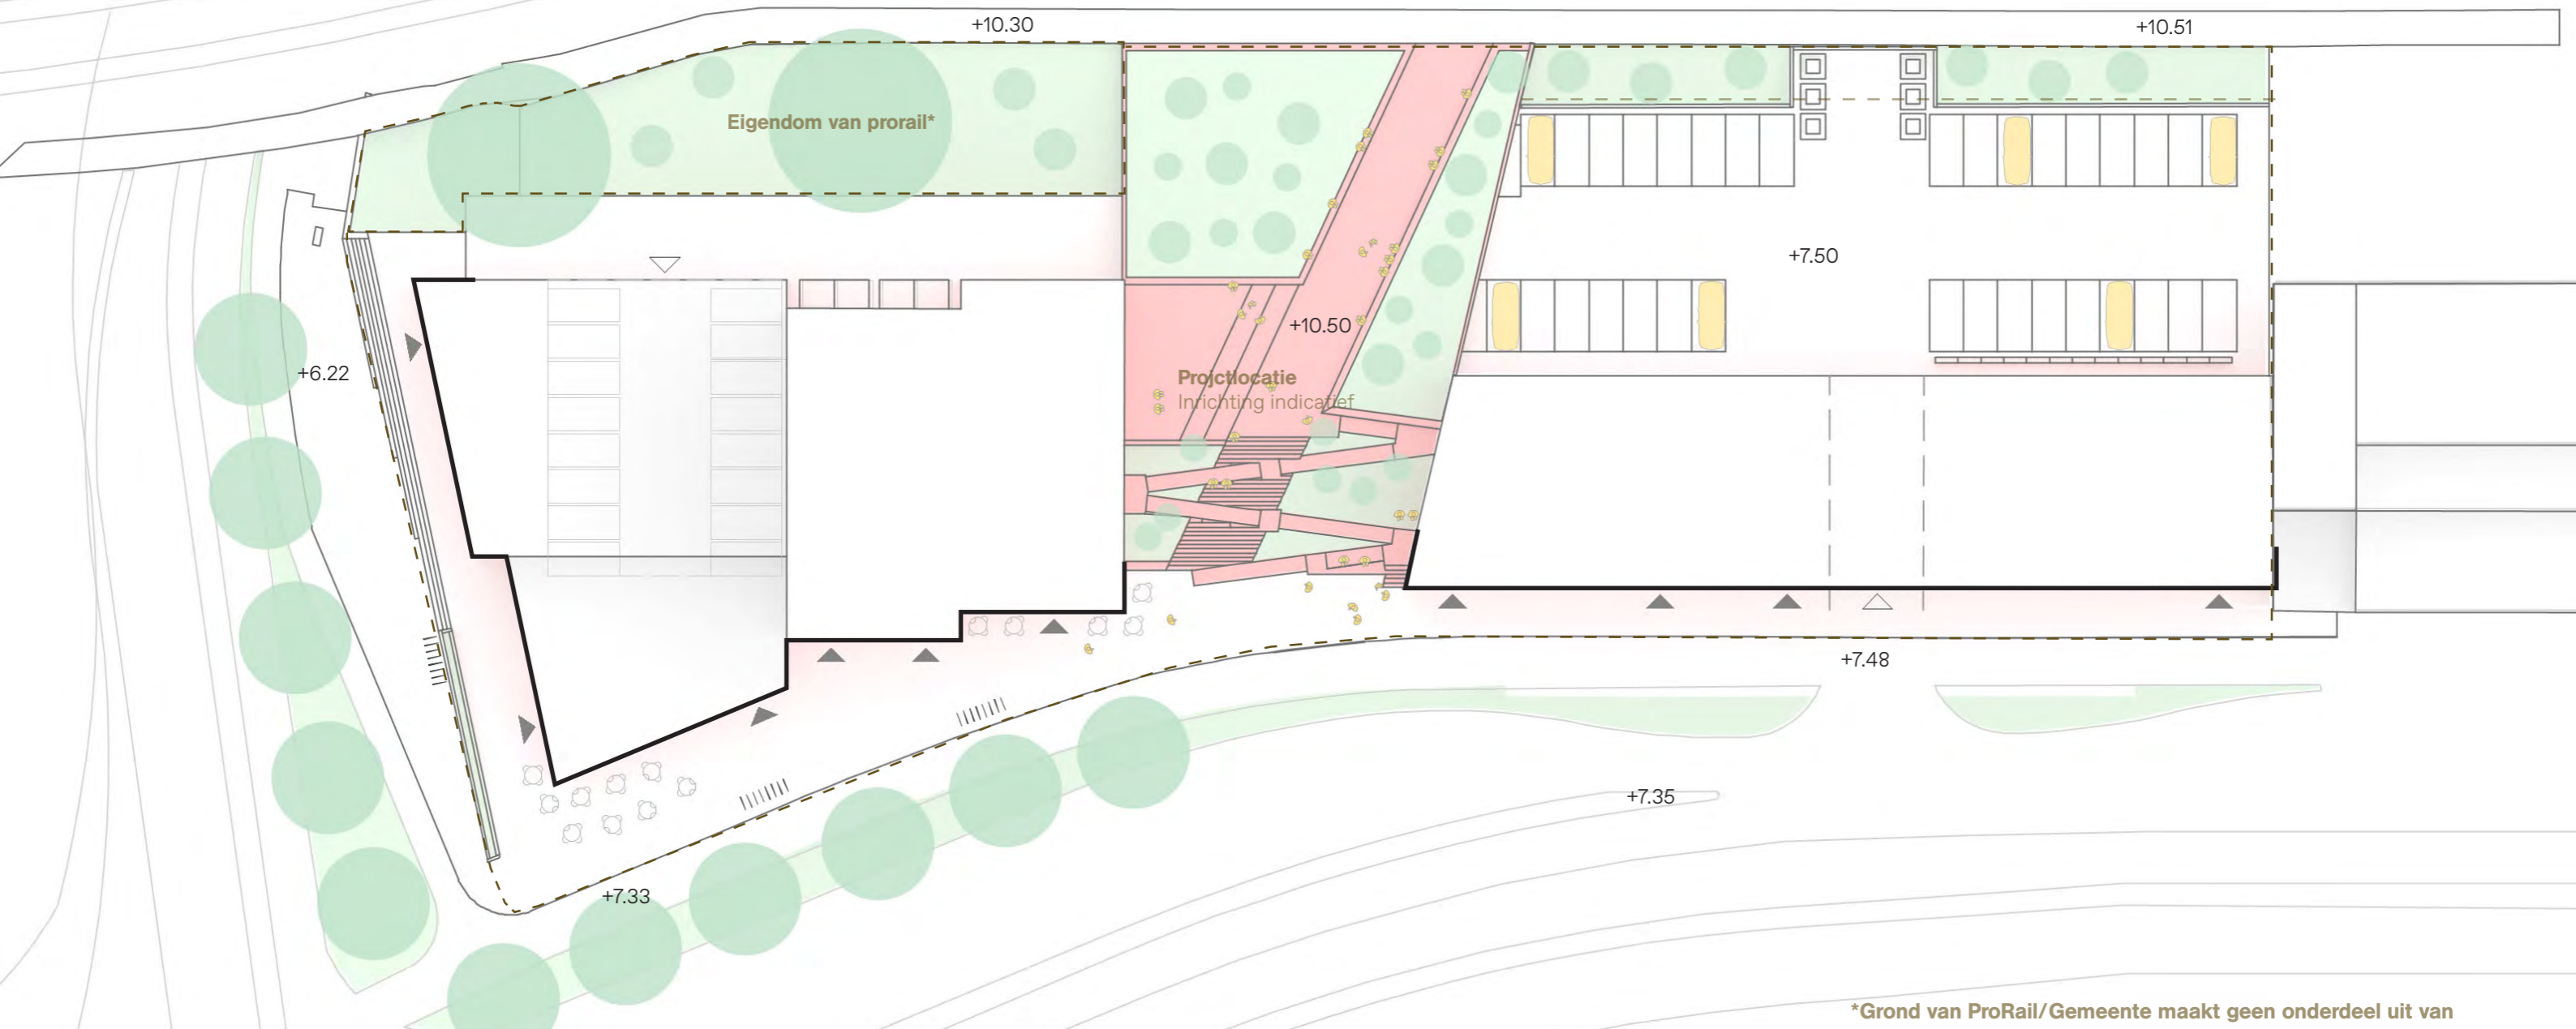 +10.30
+10.51
Eigendom van prorail*
+7.50
+10.50
+6.22
Projctlocatie
Inrichting indicatief
+7.48
+7.35
+7.33
*Grond van ProRail/Gemeente maakt geen onderdeel uit van